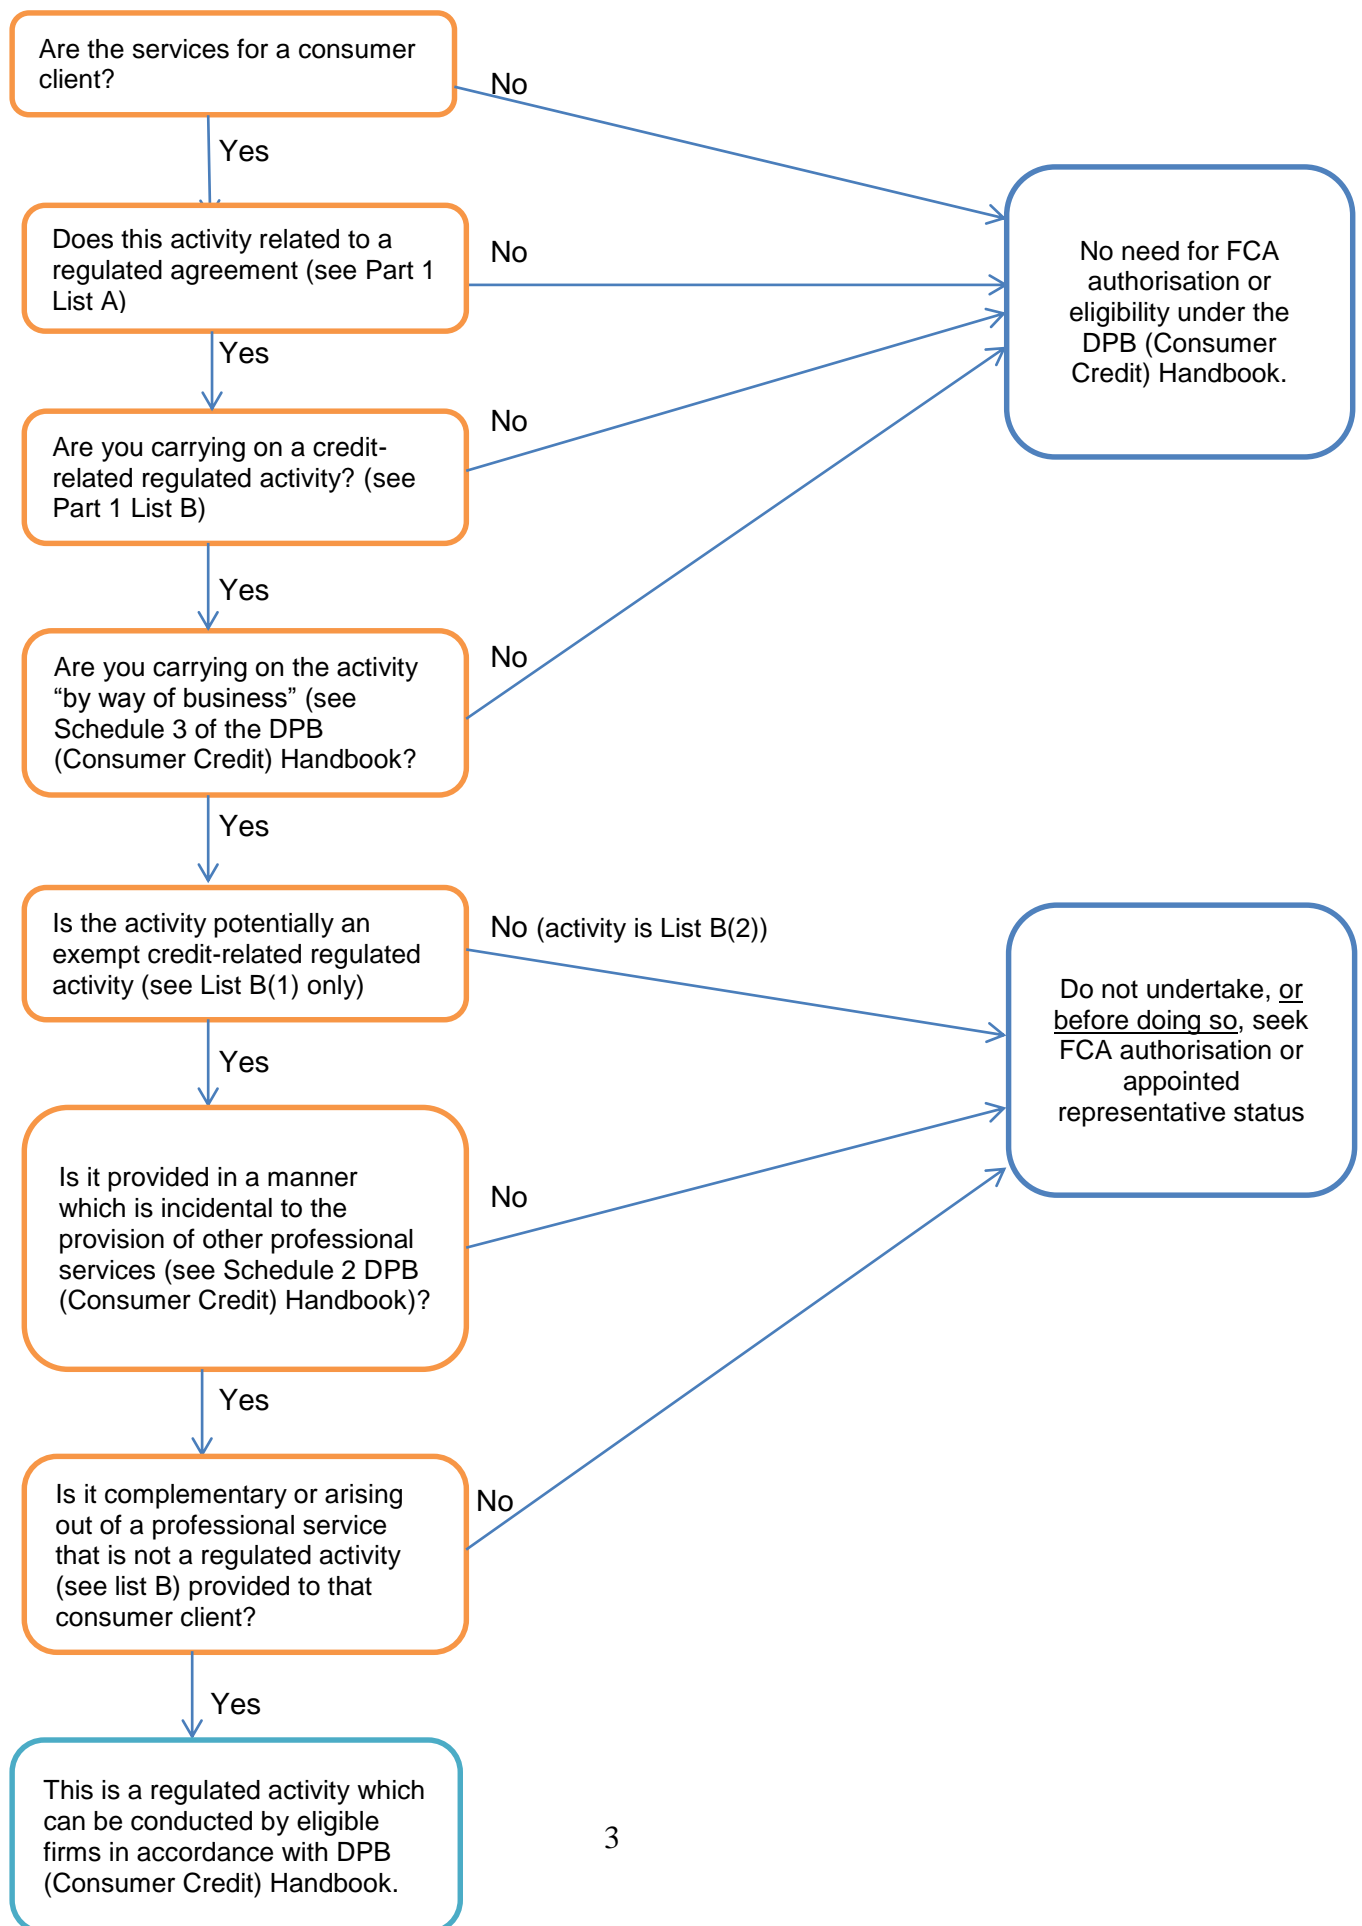 Are the services for a consumer
client?
No
Yes
Does this activity related to a
regulated agreement (see Part 1
List A)
No
Yes
No need for FCA
authorisation or
eligibility under the
DPB (Consumer
Credit) Handbook.
Are you carrying on a credit-
related regulated activity? (see
Part 1 List B)
No
Yes
Are you carrying on the activity
“by way of business” (see
Schedule 3 of the DPB
(Consumer Credit) Handbook?
No
Yes
Is the activity potentially an
exempt credit-related regulated
activity (see List B(1) only)
No (activity is List B(2))
Yes
Do not undertake, or
before doing so, seek
FCA authorisation or
appointed
representative status
Is it provided in a manner
which is incidental to the
provision of other professional
services (see Schedule 2 DPB
(Consumer Credit) Handbook)?
No
Yes
Is it complementary or arising
out of a professional service
that is not a regulated activity
(see list B) provided to that
consumer client?
No
Yes
This is a regulated activity which
can be conducted by eligible
firms in accordance with DPB
(Consumer Credit) Handbook.
3